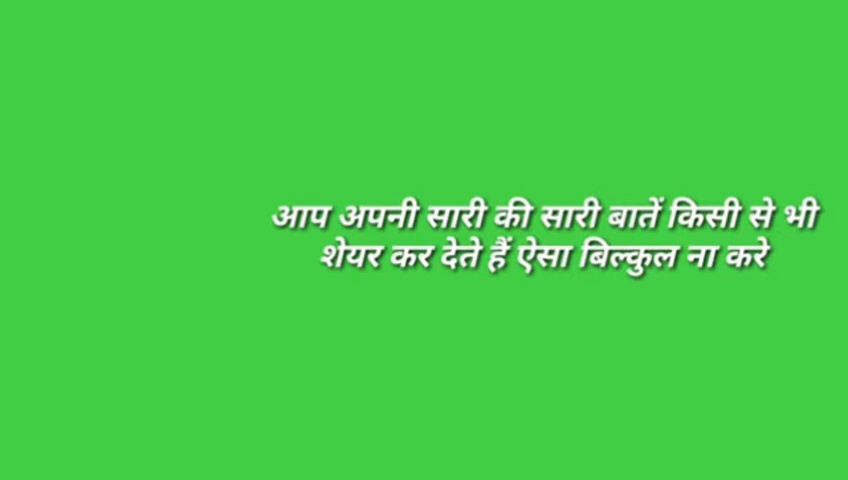 आप अपनी सारी की सारी बातें किसी से भी
शेयर कर देते हैं ऐसा बिल्कुल ना करे